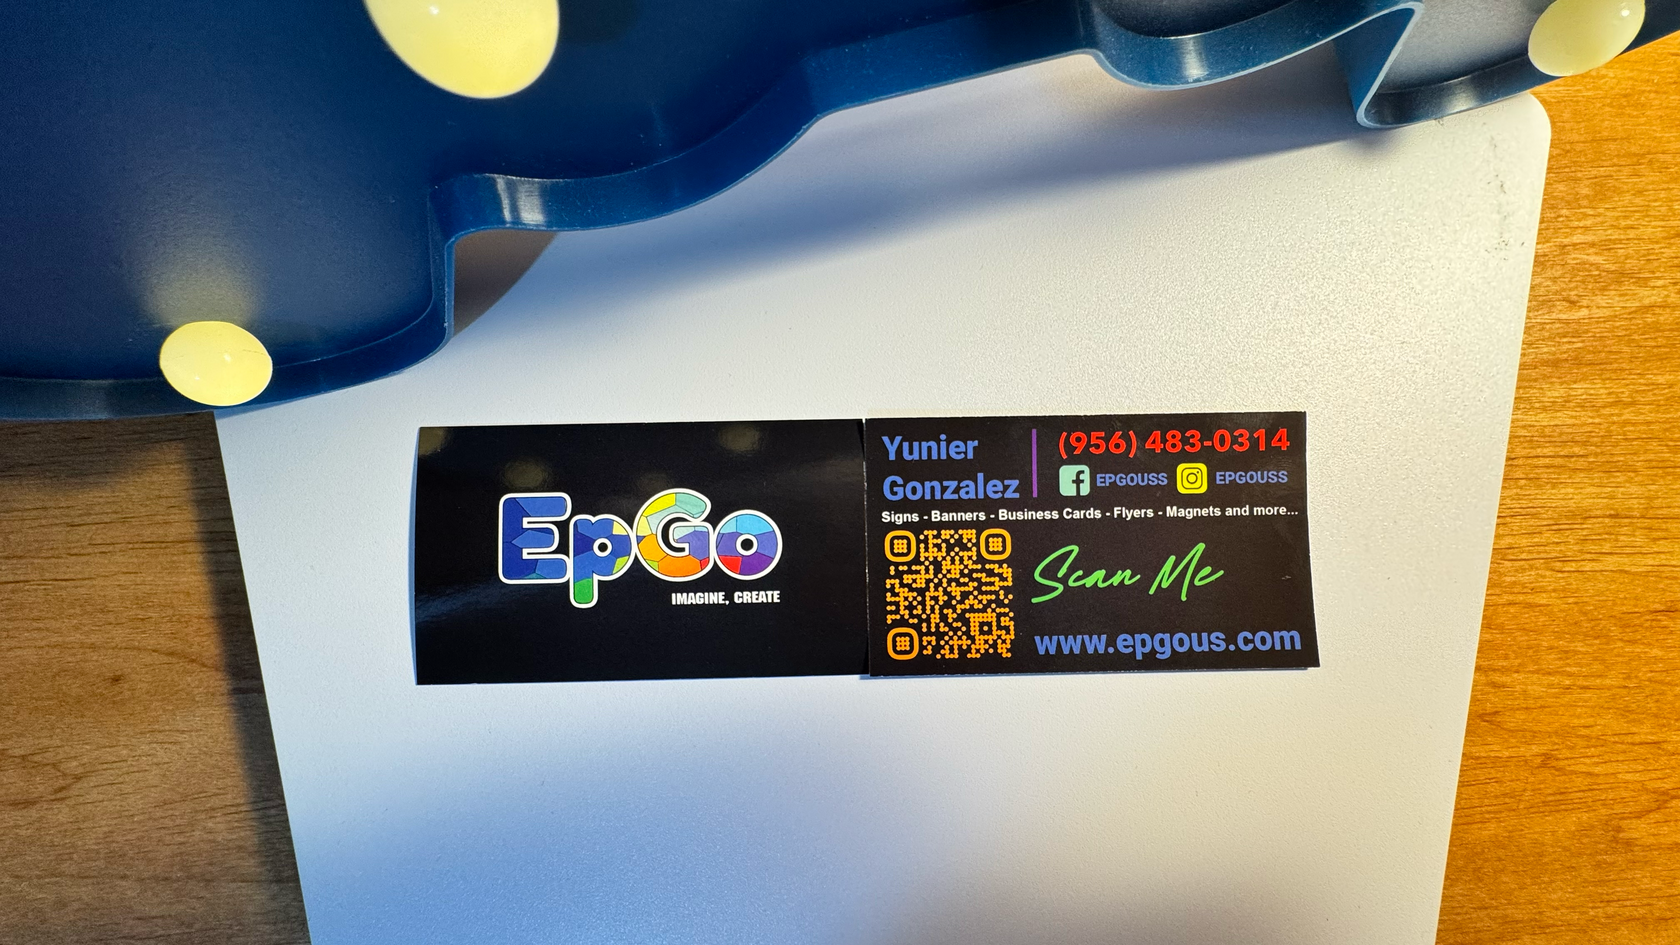 EpGo
IMAGINE, CREATE
Yunier
Gonzalez
(956) 483-0314
EPGOUSS EPGOUSS
Signs - Banners - Business Cards - Flyers - Magnets and more...
Scan Me
www.epgous.com